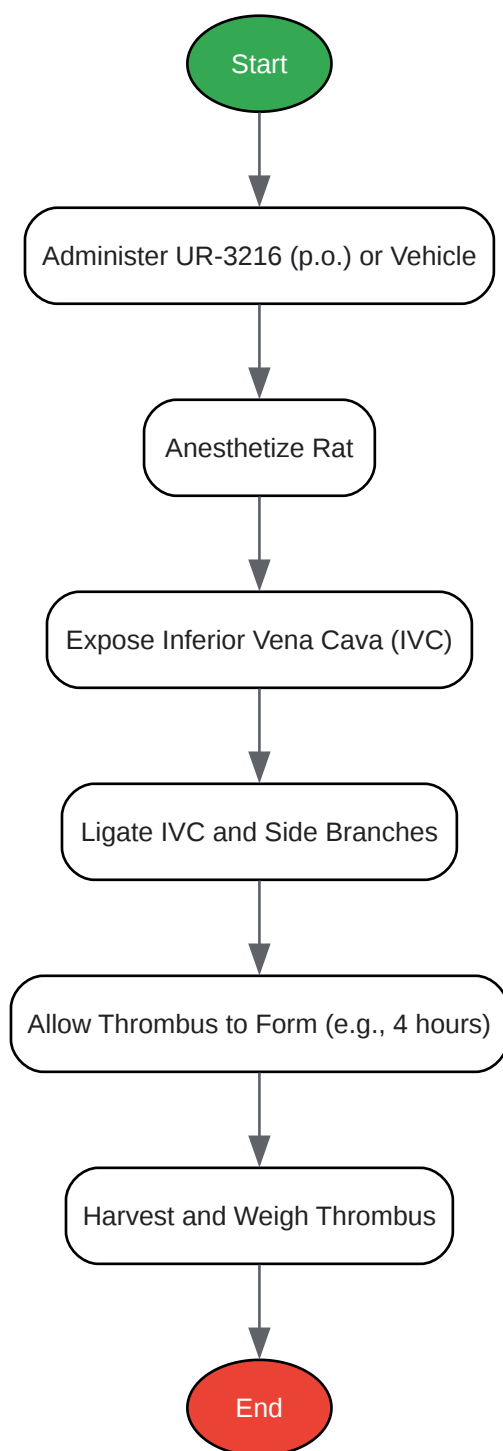 Start
Administer UR-3216 (p.o.) or Vehicle
Anesthetize Rat
Expose Inferior Vena Cava (IVC)
Ligate IVC and Side Branches
Allow Thrombus to Form (e.g., 4 hours)
Harvest and Weigh Thrombus
End